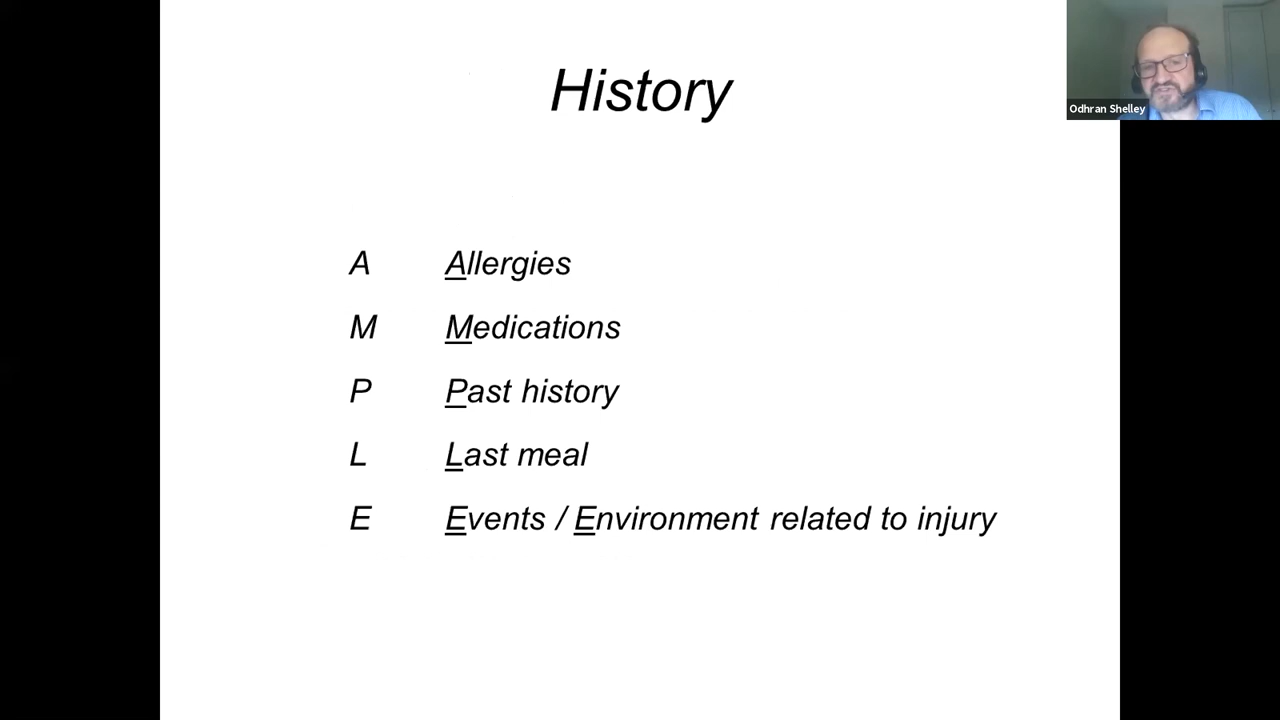 History
Odhran Shelley
A Allergies
M Medications
P Past history
L Last meal
E Events / Environment related to injury